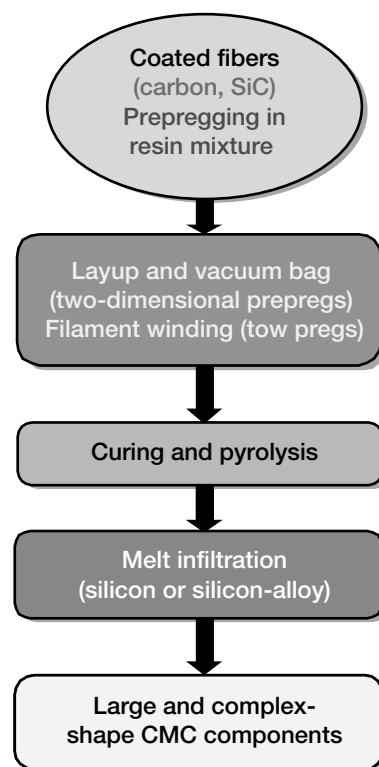 Coated fibers
(carbon, SiC)
Prepregging in
resin mixture
Layup and vacuum bag
(two-dimensional prepregs)
Filament winding (tow pregs)
Curing and pyrolysis
Melt infiltration
(silicon or silicon-alloy)
Large and complex-
shape CMC components